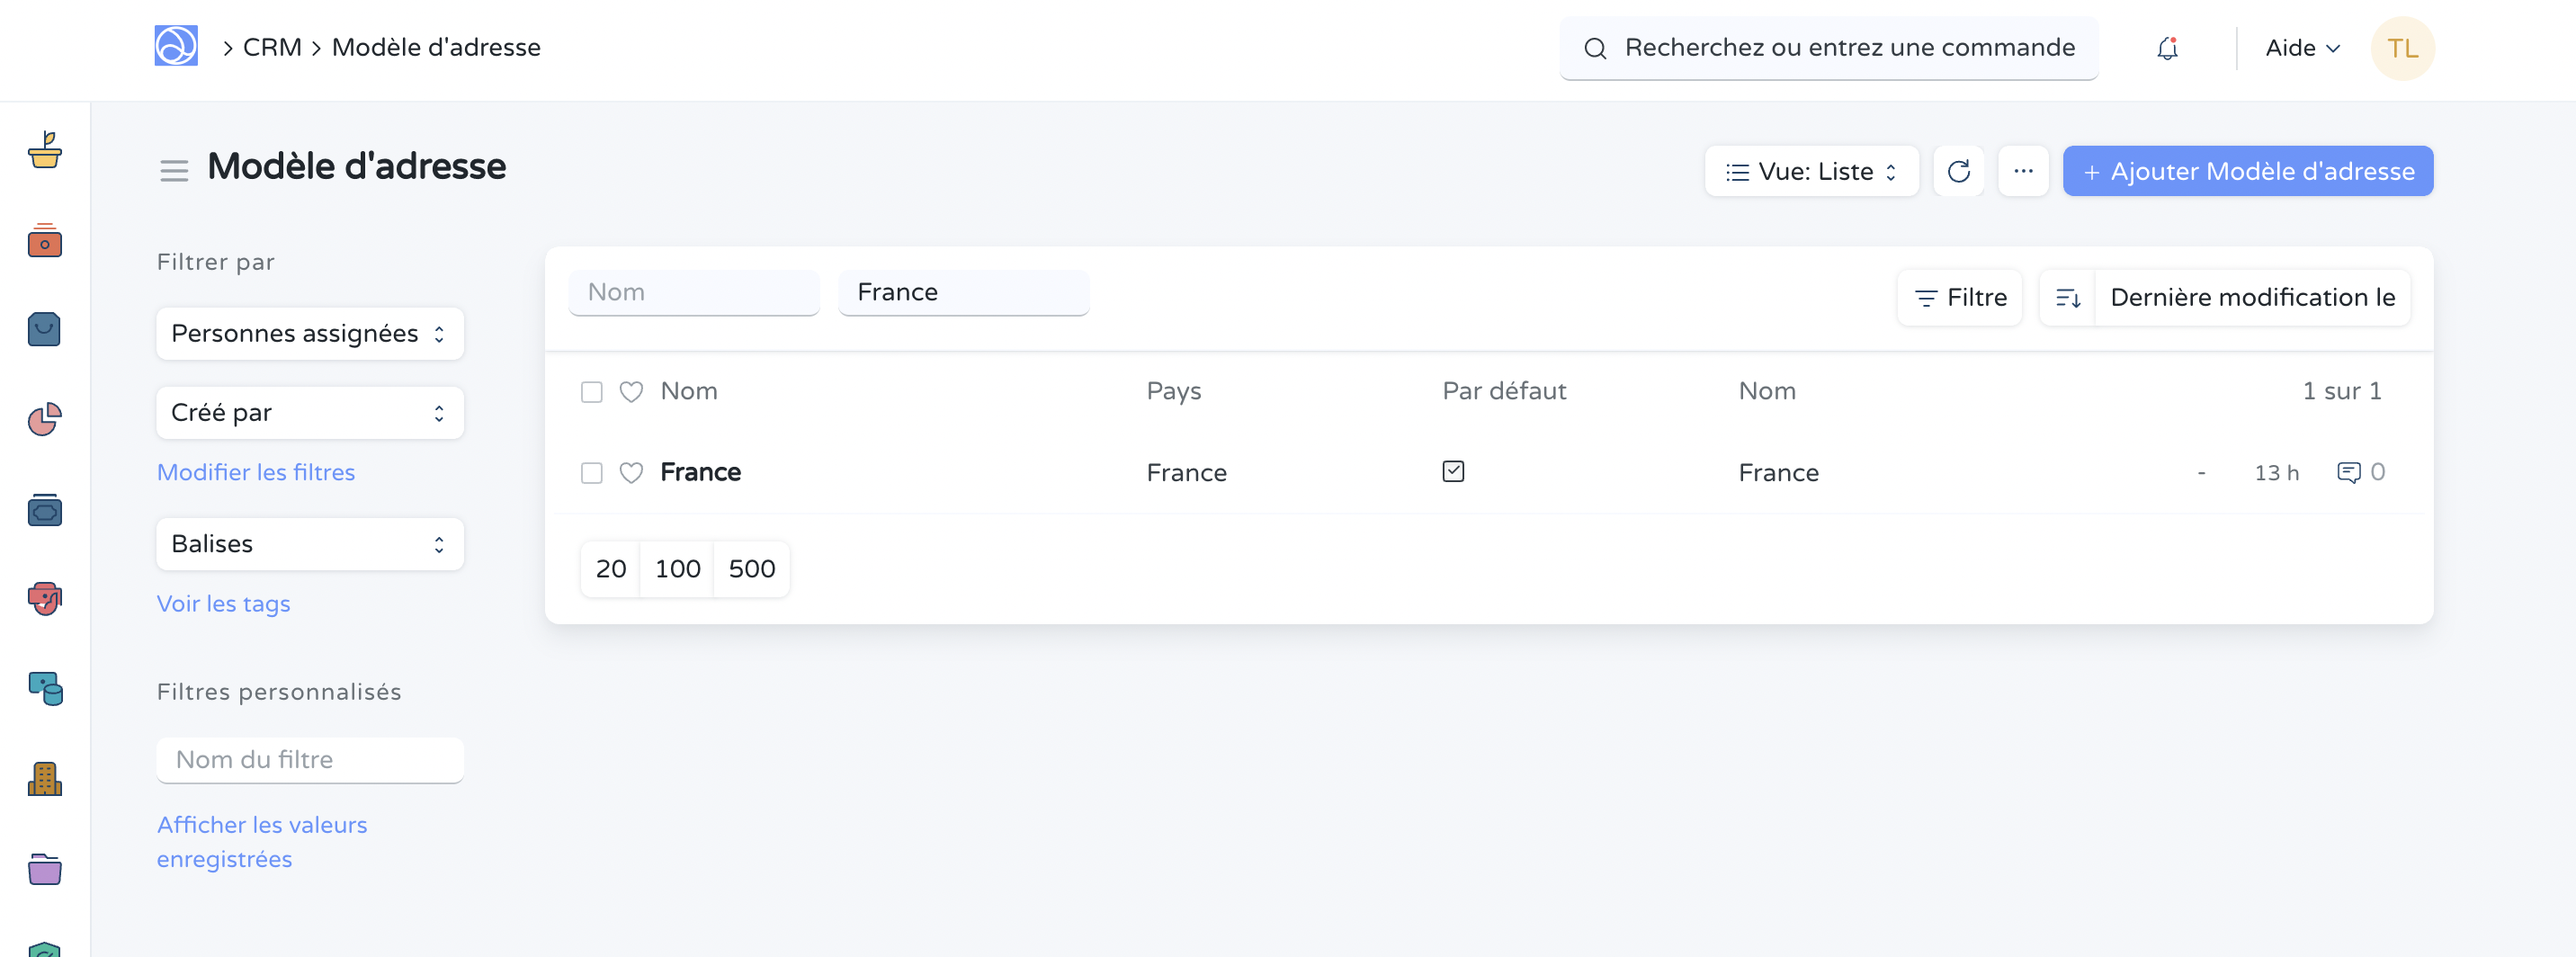 CRM
Modèle d'adresse
Recherchez ou entrez une commande
Aide
TL
Modèle d'adresse
Vue: Liste
...
+ Ajouter Modèle d'adresse
Filtrer par
Personnes assignées
Créé par
Modifier les filtres
Balises
Voir les tags
Filtres personnalisés
Nom du filtre
Afficher les valeurs
enregistrées
Nom
France
Filtre
Dernière modification le
Nom
Pays
Par défaut
Nom
1 sur 1
France
France
France
-
13 h
0
20
100
500